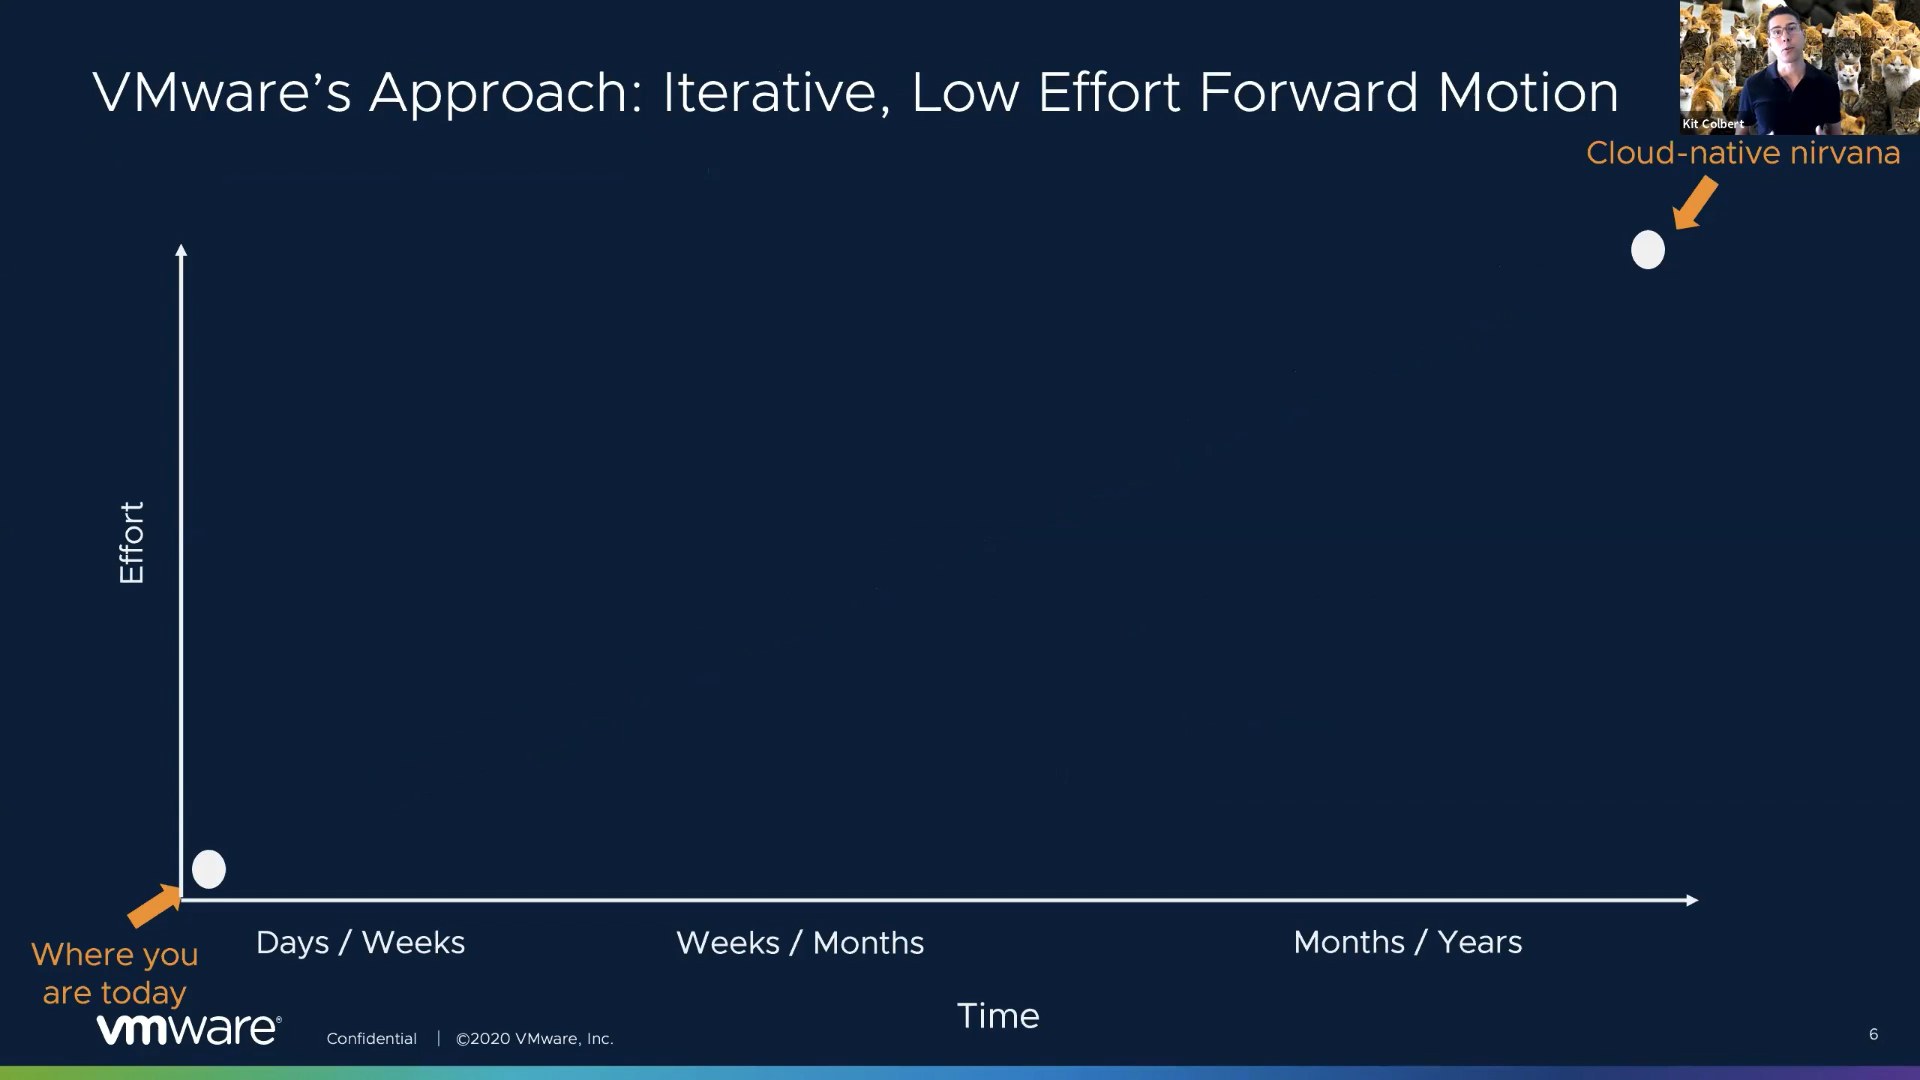 VMware’s Approach: Iterative, Low Effort Forward Motion
Kit Colbert
Cloud-native nirvana
Effort
Where you
are today
Days / Weeks
Weeks / Months
Months / Years
Time
vmware®
Confidential | ©2020 VMware, Inc.
6